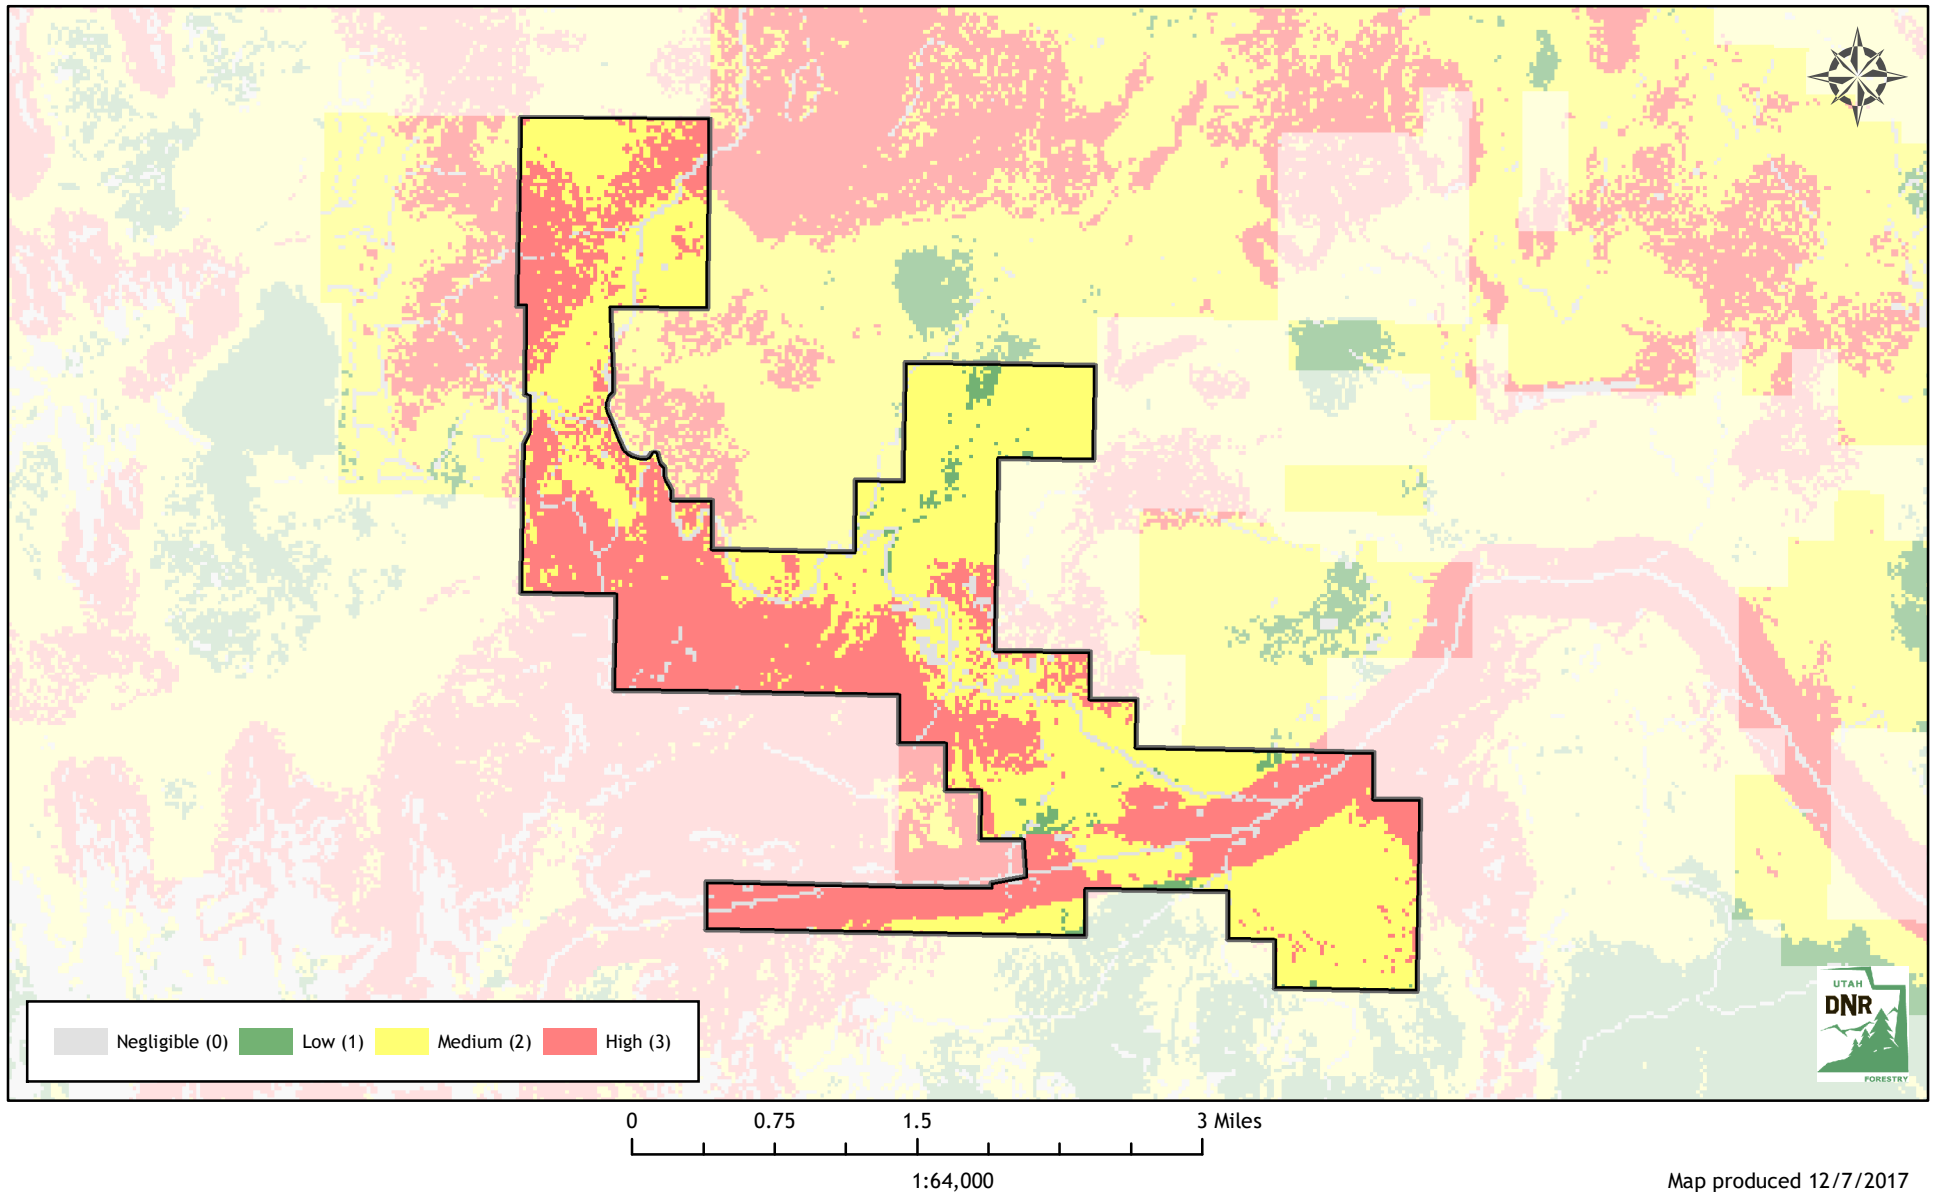 Negligible (0) Low (1) Medium (2) High (3)
UTAH
DNR
FORESTRY
0 0.75 1.5 3 Miles
1:64,000
Map produced 12/7/2017